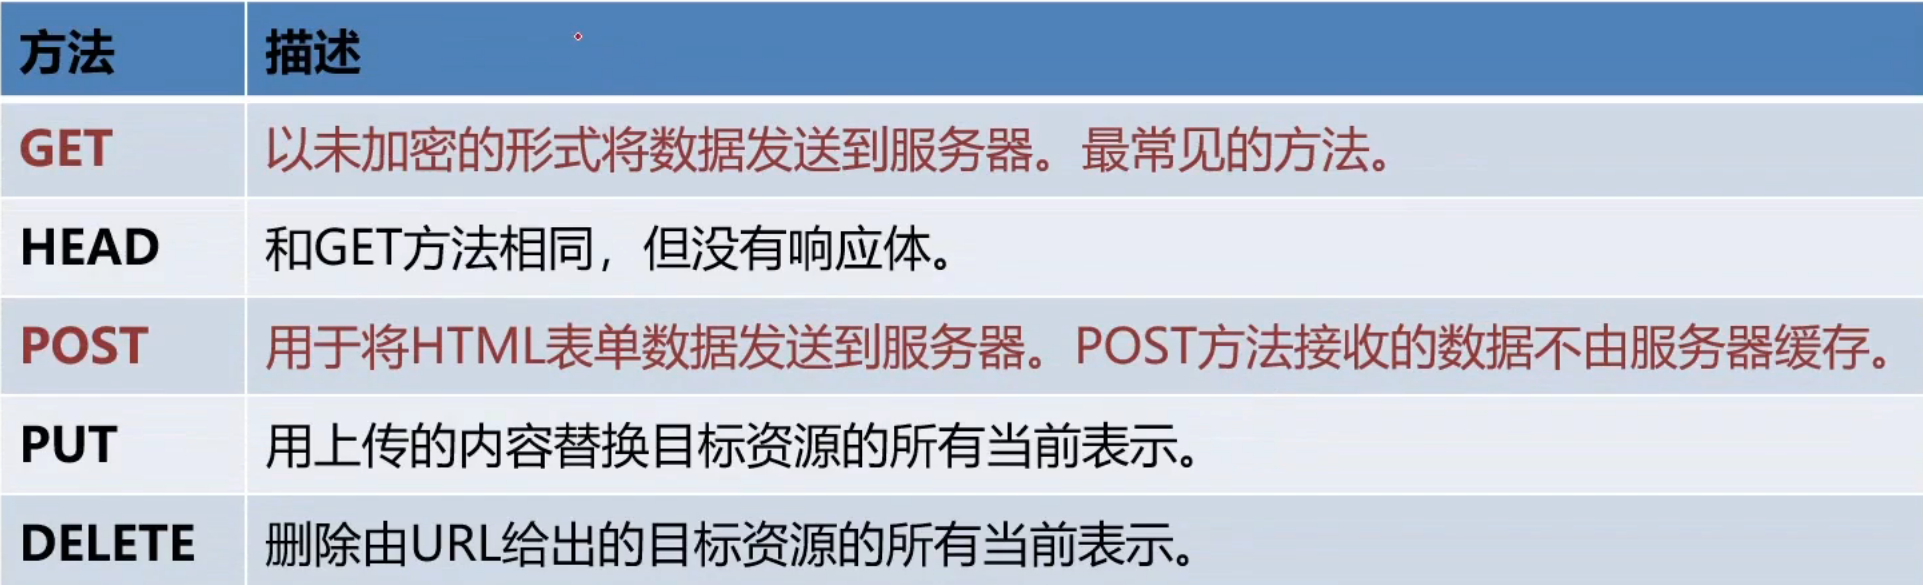 方法 描述
GET 以未加密的形式将数据发送到服务器。最常见的方法。
HEAD 和GET方法相同，但没有响应体。
POST 用于将HTML表单数据发送到服务器。POST方法接收的数据不由服务器缓存。
PUT 用上传的内容替换目标资源的所有当前表示。
DELETE 删除由URL给出的目标资源的所有当前表示。